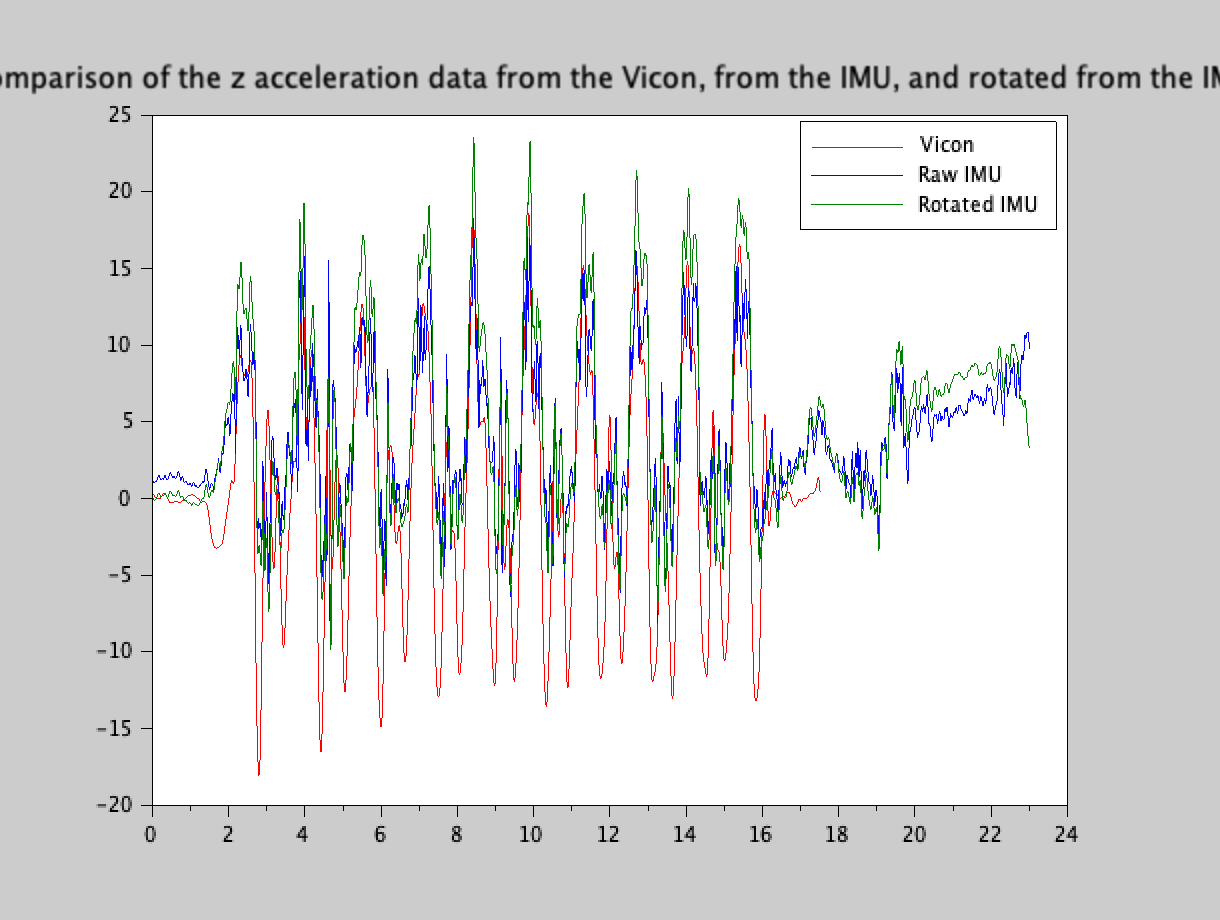 omparison of the z acceleration data from the Vicon, from the IMU, and rotated from the IM
25
20
15
10
5
0
−5
−10
−15
−20
Vicon
Raw IMU
Rotated IMU
0 2 4 6 8 10 12 14 16 18 20 22 24